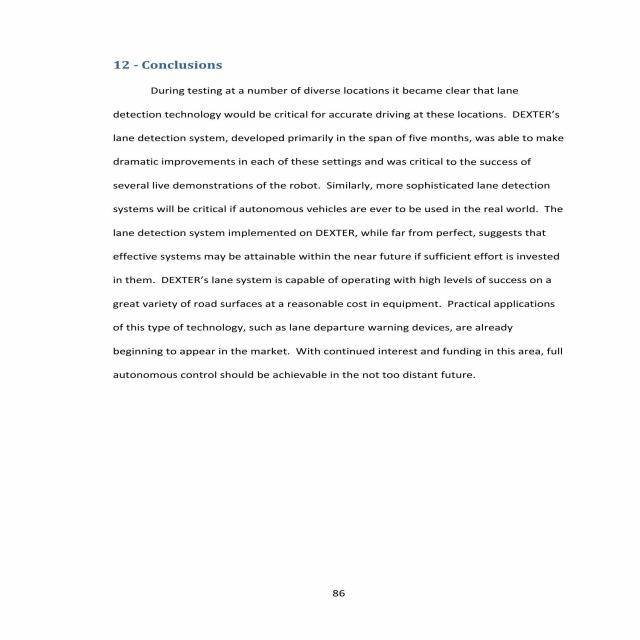 12 - Conclusions
During testing at a number of diverse locations it became clear that lane
detection technology would be critical for accurate driving at these locations.  DEXTER’s
lane detection system, developed primarily in the span of five months, was able to make
dramatic improvements in each of these settings and was critical to the success of
several live demonstrations of the robot.  Similarly, more sophisticated lane detection
systems will be critical if autonomous vehicles are ever to be used in the real world.  The
lane detection system implemented on DEXTER, while far from perfect, suggests that
effective systems may be attainable within the near future if sufficient effort is invested
in them.  DEXTER’s lane system is capable of operating with high levels of success on a
great variety of road surfaces at a reasonable cost in equipment.  Practical applications
of this type of technology, such as lane departure warning devices, are already
beginning to appear in the market.  With continued interest and funding in this area, full
autonomous control should be achievable in the not too distant future.
86